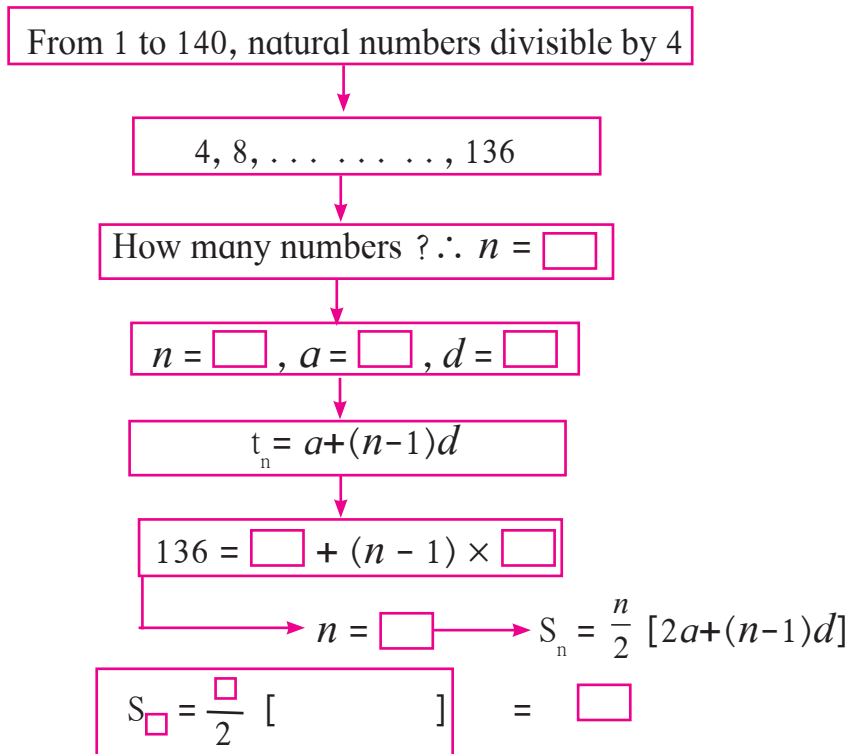 From 1 to 140, natural numbers divisible by 4
4, 8, . . . . . . . . ., 136
How many numbers ? ∴ n =
n = , a = , d =
tₙ = a+(n-1)d
136 = + (n - 1) ×
n = Sₙ = n/2 [2a+(n-1)d]
S = /2 [ ] =